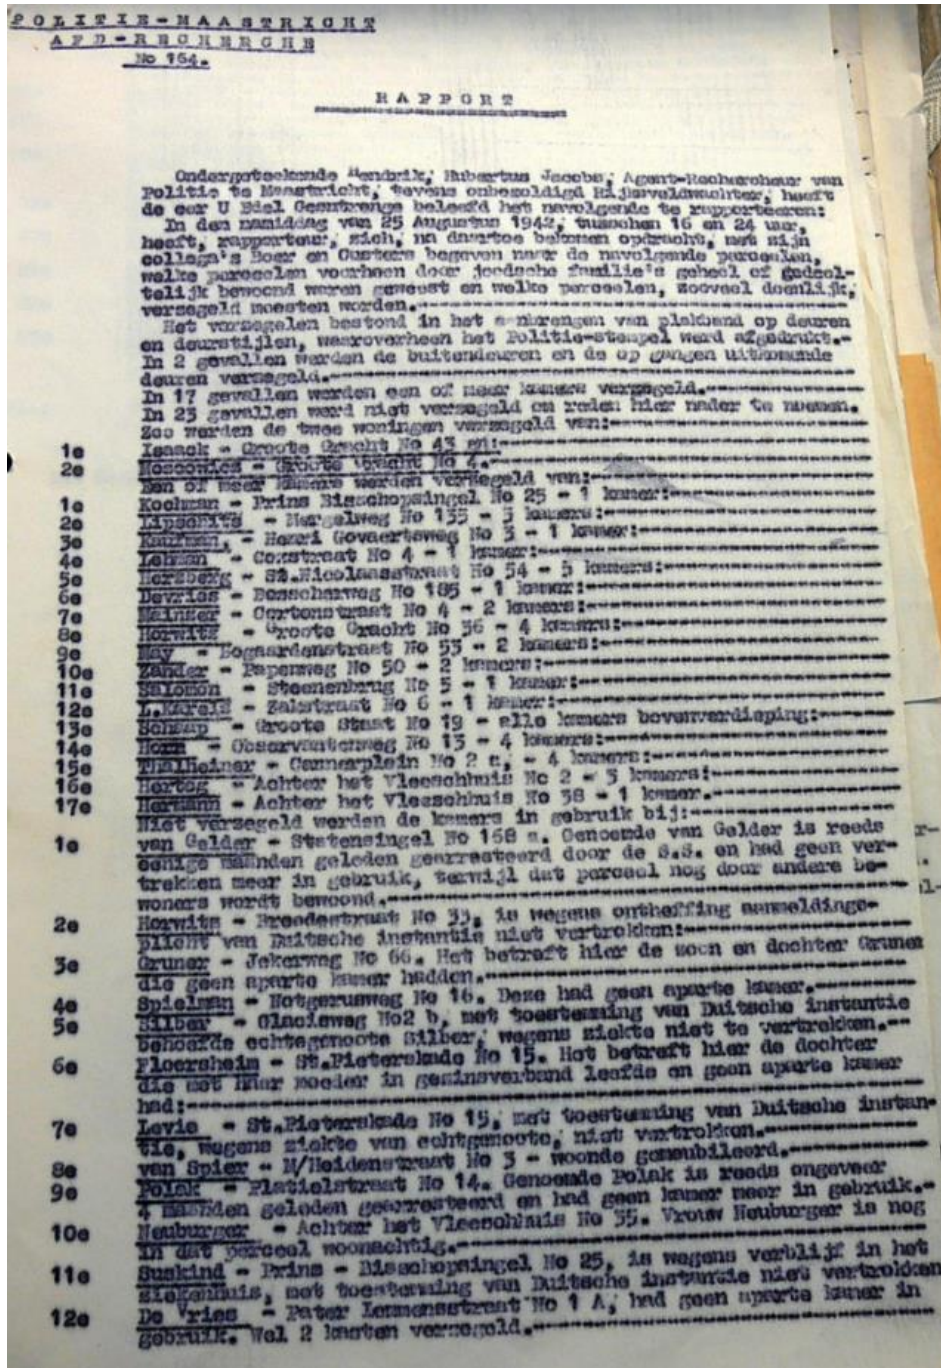 POLITIE-MAASTRICHT
AFD-RECHERCHE
No 164.
RAPPORT
Ondergeteekende Hendrik, Hubertus Jacobs, Agent-Rechercheur van
Politie te Maastricht, tevens onbezoldigd Rijksveldwachter, heeft
de eer U Edel Gestrenge beleefd het navolgende te rapporteeren:
In den namiddag van 25 Augustus 1942, tusschen 16 en 24 uur,
heeft, rapporteur, zich, na daartoe bekomen opdracht, met zijn
collega's Boer en Custers begeven naar de navolgende perceelen,
welke perceelen voorheen door joodsche familie's geheel of gedeel-
telijk bewoond waren geweest en welke perceelen, zooveel doenlijk,
verzegeld moesten worden.-
Het verzegelen bestond in het aanbrengen van plakband op deuren
en deurstijlen, waaroverheen het Politie-stempel werd afgedrukt.-
In 2 gevallen werden de buitendeuren en de op gangen uitkomende
deuren verzegeld.-
In 17 gevallen werden een of meer kamers verzegeld.-
In 23 gevallen werd niet verzegeld om reden hier nader te noemen.
Zoo werden de twee woningen verzegeld van:-
1e Isaack - Groote Gracht No 43 en:-
2e Moscowics - Groote Gracht No 4.-
Een of meer kamers werden verzegeld van:-
1e Kochman - Prins Bisschopsingel No 25 - 1 kamer:-
2e Lipschits - Mergelweg No 133 - 3 kamers:-
3e Kaufman, - Henri Govaertsweg No 3 - 1 kamer:-
4e Lehman - Coxstraat No 4 - 1 kamer:-
5e Herzberg - St.Nicolaasstraat No 54 - 5 kamers:-
6e Devries - Bosscherweg No 185 - 1 kamer:-
7e Mainzer - Cortenstraat No 4 - 2 kamers:-
8e Horwitz - Groote Gracht No 36 - 4 kamers:-
9e May - Bogaardenstraat No 53 - 2 kamers:-
10e Zander - Papenweg No 50 - 2 kamers:-
11e Salomon - Steenenbrug No 5 - 1 kamer:-
12e L.Karels - Zakstraat No 6 - 1 kamer:-
13e Schaap - Groote Staat No 19 - alle kamers bovenverdieping:-
14e Horn - Observantenweg No 13 - 4 kamers:-
15e Thalheimer - Cannerplein No 2 a, - 4 kamers:-
16e Hertog - Achter het Vleeschhuis No 2 - 3 kamers:-
17e Hermann - Achter het Vleeschhuis No 38 - 1 kamer.-
Niet verzegeld werden de kamers in gebruik bij:-
1e van Gelder - Statensingel No 168 a. Genoemde van Gelder is reeds
eenige maanden geleden gearresteerd door de S.S. en had geen ver-
trekken meer in gebruik, terwijl dat perceel nog door andere be-
woners wordt bewoond.-
2e Horwitz - Breedestraat No 33, is wegens ontheffing aanmeldings-
plicht van Duitsche instantie niet vertrokken:-
3e Gruner - Jekerweg No 66. Het betreft hier de zoon en dochter Gruner
die geen aparte kamer hadden.-
4e Spielman - Notgerusweg No 16. Deze had geen aparte kamer.-
5e Silber - Glacisweg No2 b, met toestemming van Duitsche instantie
behoefde echtegenoote Silber, wegens ziekte niet te vertrekken.-
6e Floersheim - St.Pieterskade No 15. Het betreft hier de dochter
die met haar moeder in gezinsverband leefde en geen aparte kamer
had:-
7e Levie - St.Pieterskade No 15, met toestemming van Duitsche instan-
tie, wegens ziekte van echtgenoote, niet vertrokken.-
8e van Spier - M/Heidenstraat No 3 - woonde gemeubileerd.-
9e Polak - Platielstraat No 14. Genoemde Polak is reeds ongeveer
4 maanden geleden gearresteerd en had geen kamer meer in gebruik.-
10e Neuburger - Achter het Vleeschhuis No 35. Vrouw Neuburger is nog
in dat perceel woonachtig.-
11e Suskind - Prins - Bisschopsingel No 25, is wegens verblijf in het
ziekenhuis, met toestemming van Duitsche instantie niet vertrokken
12e De Vries - Pater Lemmensstraat No 1 A, had geen aparte kamer in
gebruik. Wel 2 kasten verzegeld.-